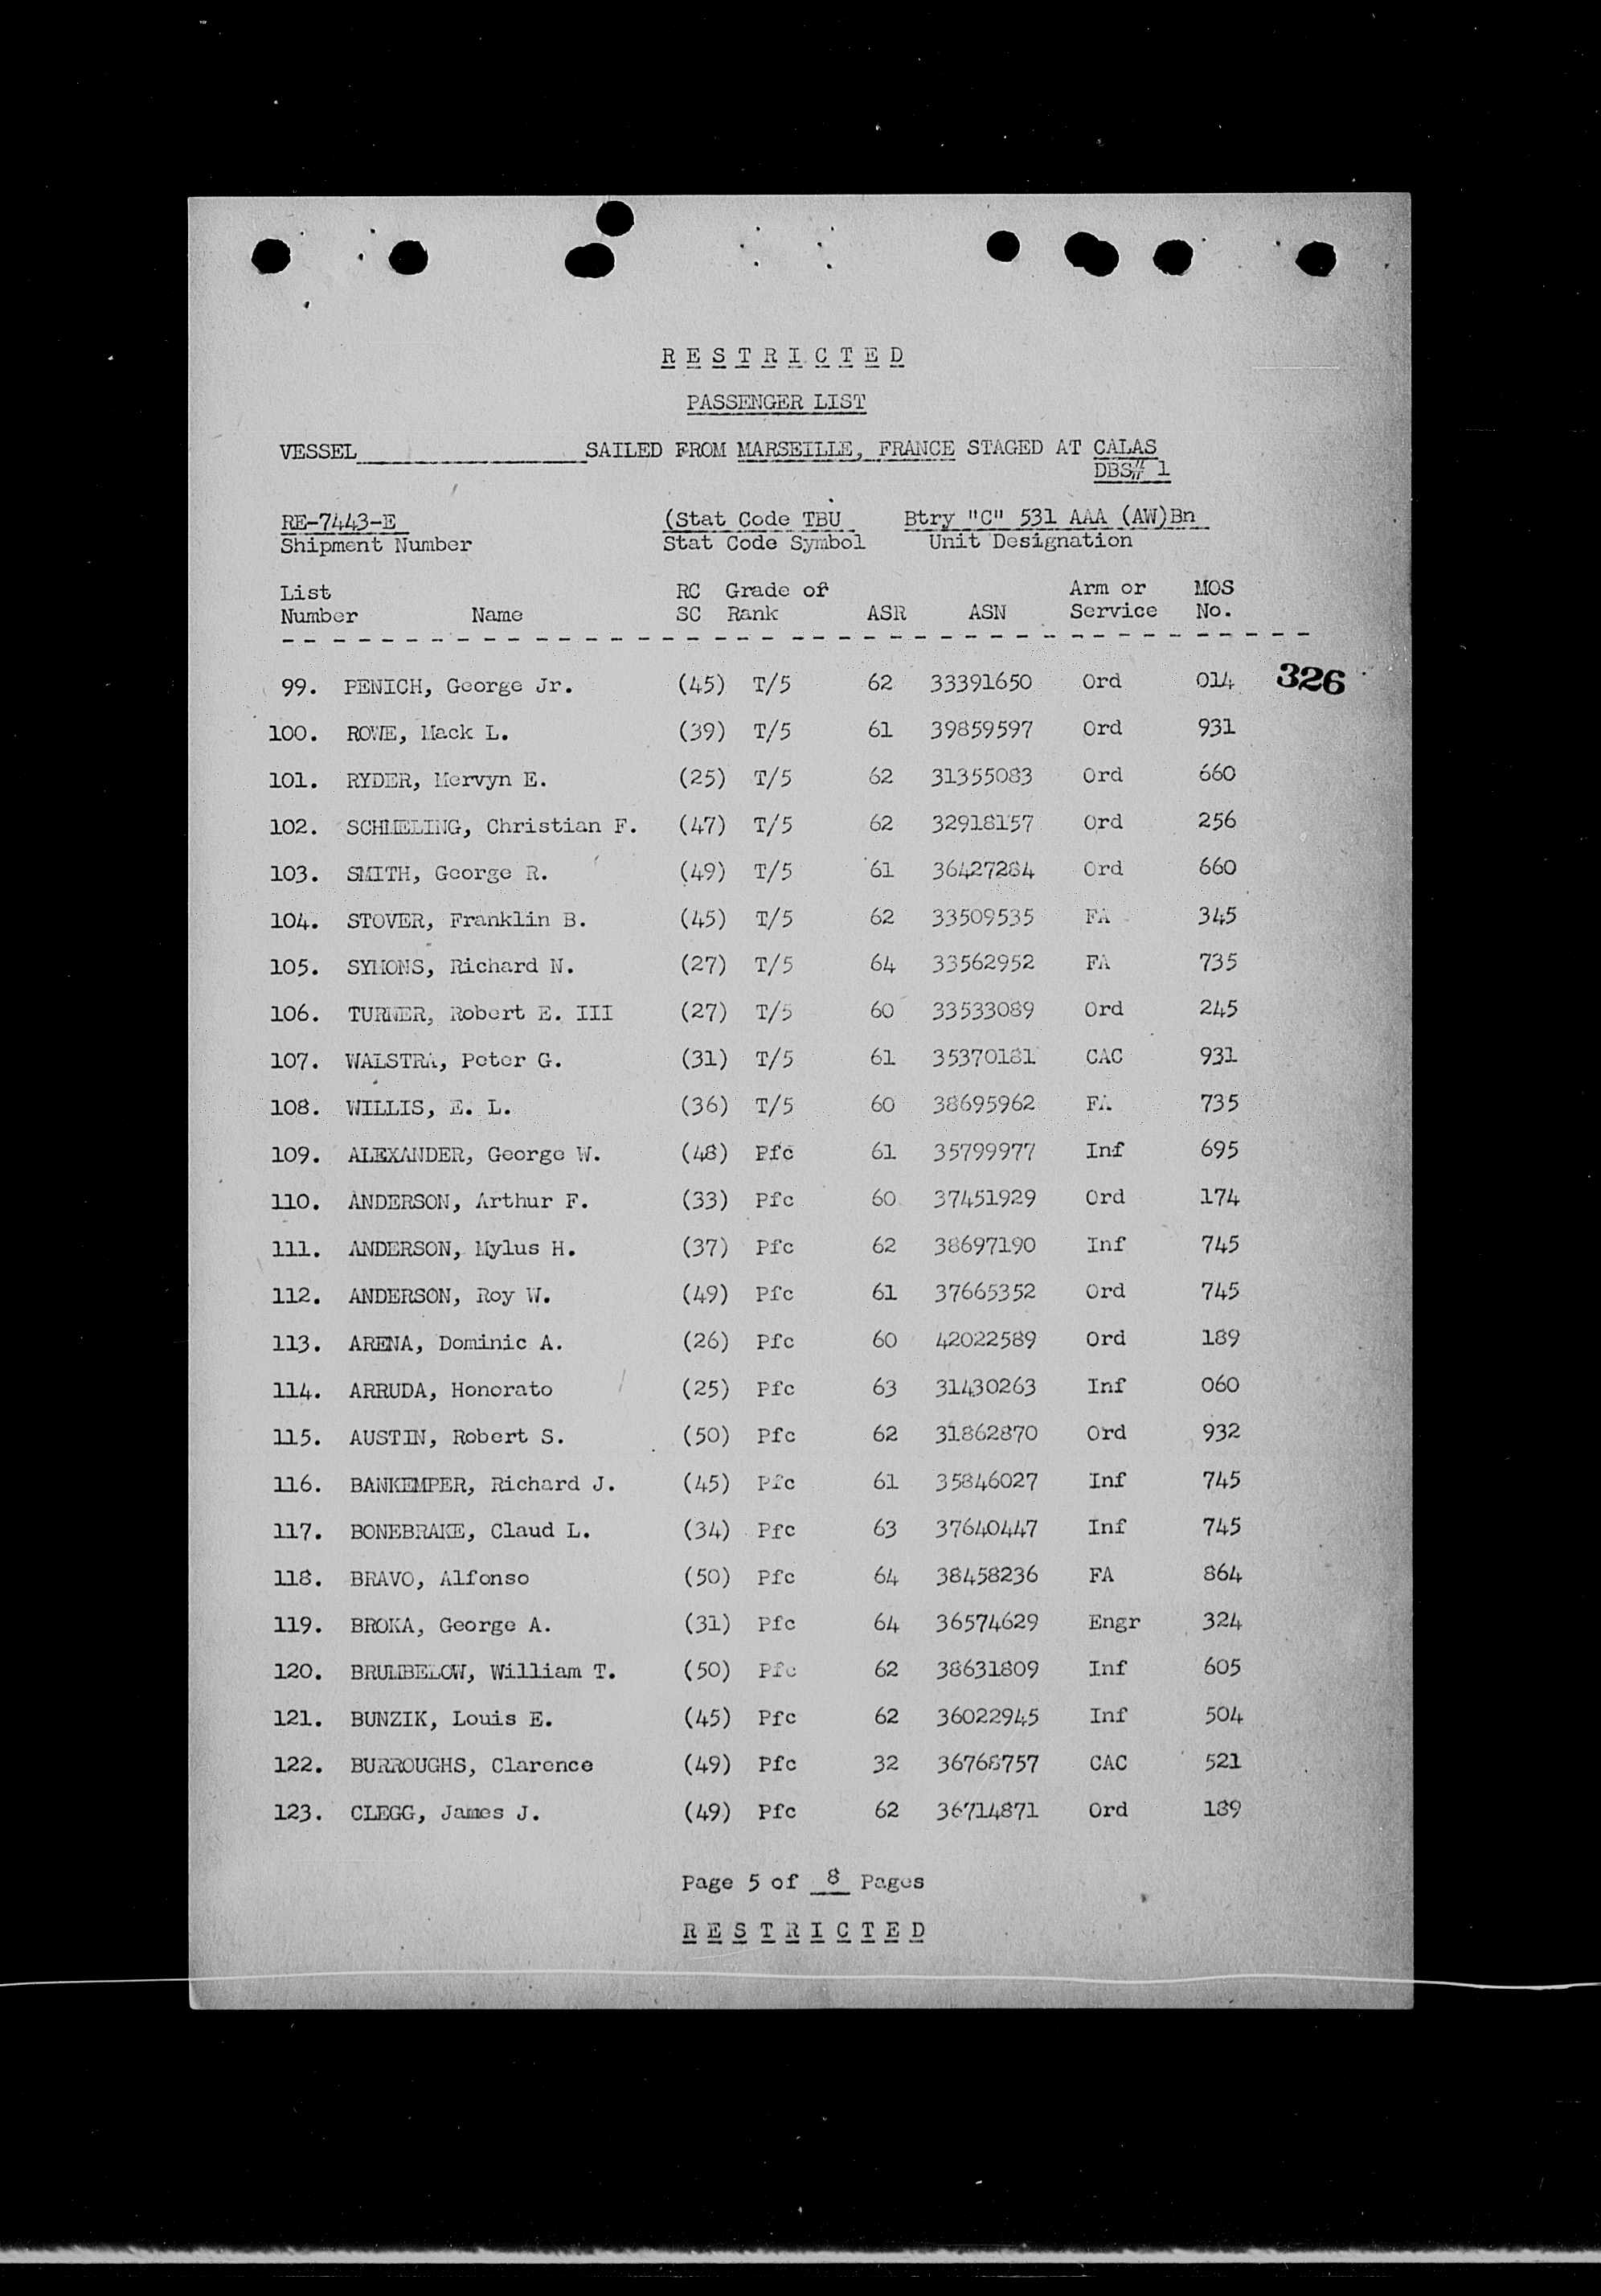 RESTRICTED
PASSENGER LIST
VESSEL__________________SAILED FROM MARSEILLE, FRANCE STAGED AT CALAS
DBS# 1
RE-7443-E (Stat Code TBU Btry "C" 531 AAA (AW)Bn
Shipment Number Stat Code Symbol Unit Designation
List RC Grade of Arm or MOS
Number Name SC Rank ASR ASN Service No.
99. PENICH, George Jr. (45) T/5 62 33391650 Ord 014 326
100. ROWE, Mack L. (39) T/5 61 39859597 Ord 931
101. RYDER, Mervyn E. (25) T/5 62 31355083 Ord 660
102. SCHMELING, Christian F. (47) T/5 62 32918157 Ord 256
103. SMITH, George R. (49) T/5 61 36427284 Ord 660
104. STOVER, Franklin B. (45) T/5 62 33509535 FA 345
105. SYMONS, Richard N. (27) T/5 64 33562952 FA 735
106. TURNER, Robert E. III (27) T/5 60 33533089 Ord 245
107. WALSTRA, Peter G. (31) T/5 61 35370181 CAC 931
108. WILLIS, E. L. (36) T/5 60 38695962 FA 735
109. ALEXANDER, George W. (48) Pfc 61 35799977 Inf 695
110. ANDERSON, Arthur F. (33) Pfc 60 37451929 Ord 174
111. ANDERSON, Mylus H. (37) Pfc 62 38697190 Inf 745
112. ANDERSON, Roy W. (49) Pfc 61 37665352 Ord 745
113. ARENA, Dominic A. (26) Pfc 60 42022589 Ord 189
114. ARRUDA, Honorato (25) Pfc 63 31430263 Inf 060
115. AUSTIN, Robert S. (50) Pfc 62 31862870 Ord 932
116. BANKEMPER, Richard J. (45) Pfc 61 35846027 Inf 745
117. BONEBRAKE, Claud L. (34) Pfc 63 37640447 Inf 745
118. BRAVO, Alfonso (50) Pfc 64 38458236 FA 864
119. BROKA, George A. (31) Pfc 64 36574629 Engr 324
120. BRUMBELOW, William T. (50) Pfc 62 38631809 Inf 605
121. BUNZIK, Louis E. (45) Pfc 62 36022945 Inf 504
122. BURROUGHS, Clarence (49) Pfc 32 36768757 CAC 521
123. CLEGG, James J. (49) Pfc 62 36714871 Ord 189
Page 5 of 8 Pages
RESTRICTED